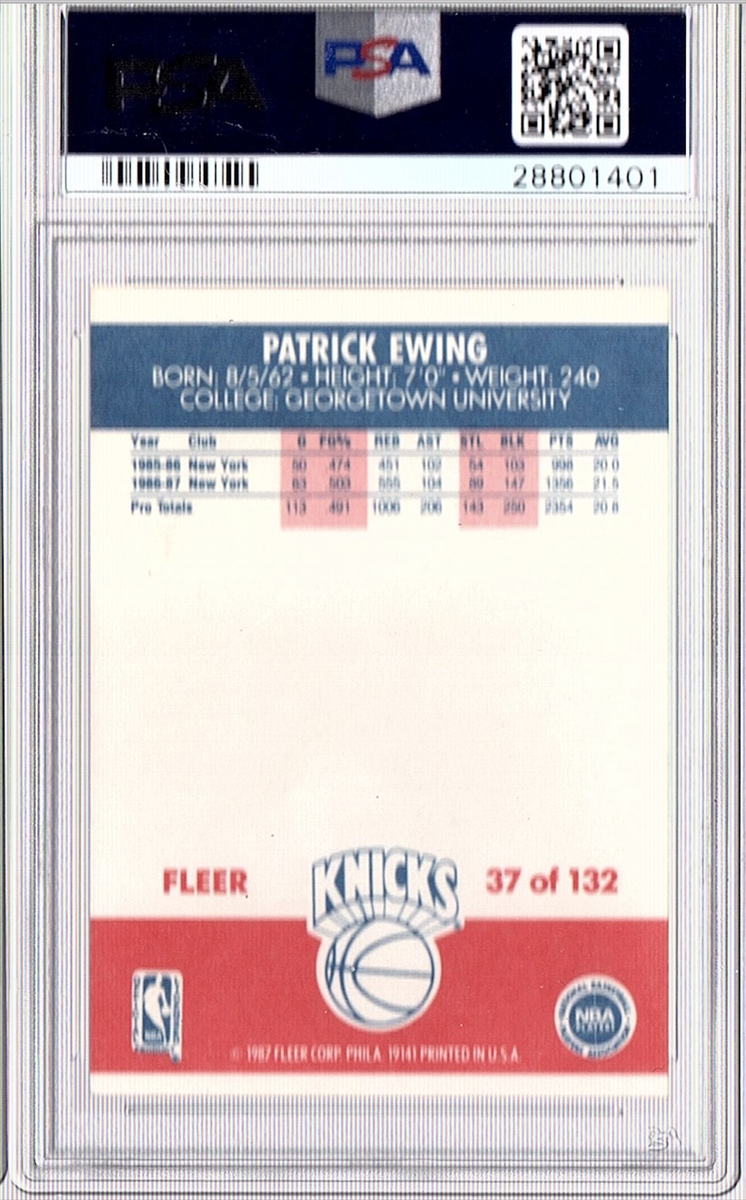 PSA
PSA
28801401
PATRICK EWING
BORN: 8/5/62 • HEIGHT: 7'0" • WEIGHT: 240
COLLEGE: GEORGETOWN UNIVERSITY
Year Club G FG% REB AST STL BLK PTS AVG
1985-86 New York 50 .474 451 102 54 103 998 20.0
1986-87 New York 63 .503 555 104 89 147 1356 21.5
Pro Totals 113 .491 1006 206 143 250 2354 20.8
KNICKS
FLEER 37 of 132
NBA
NBA
© 1987 FLEER CORP. PHILA. 19141 PRINTED IN U.S.A.